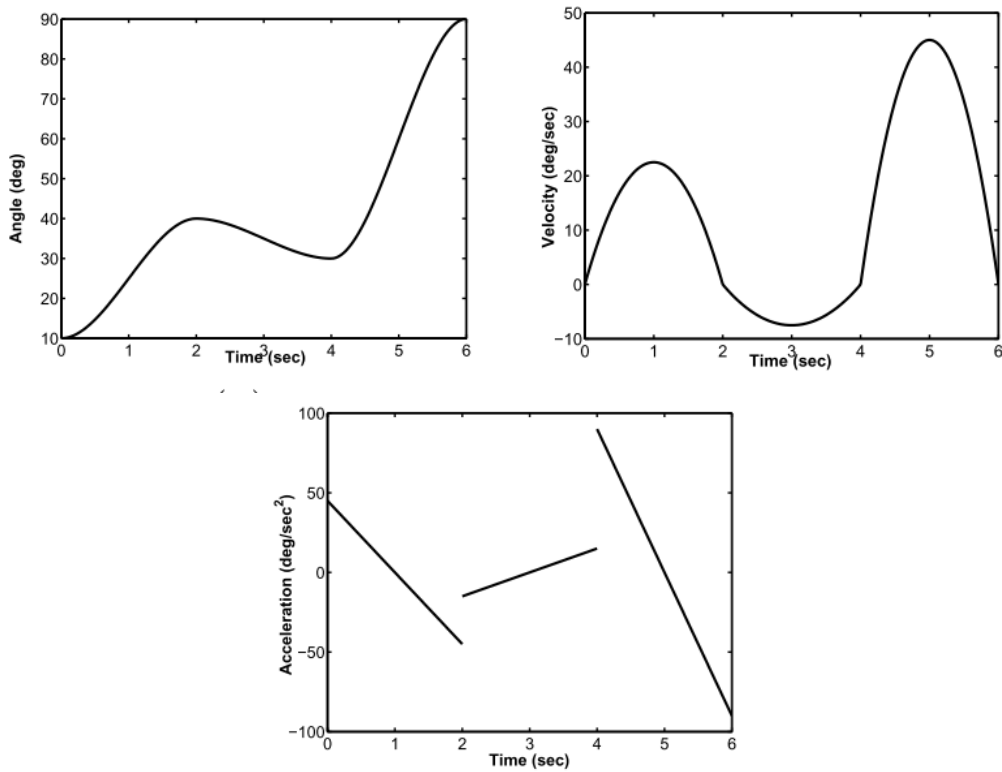 90
80
70
60
50
40
30
20
10
Angle (deg)
0 1 2 3 4 5 6
Time (sec)
50
40
30
20
10
0
−10
Velocity (deg/sec)
0 1 2 3 4 5 6
Time (sec)
100
50
0
−50
−100
Acceleration (deg/sec²)
0 1 2 3 4 5 6
Time (sec)